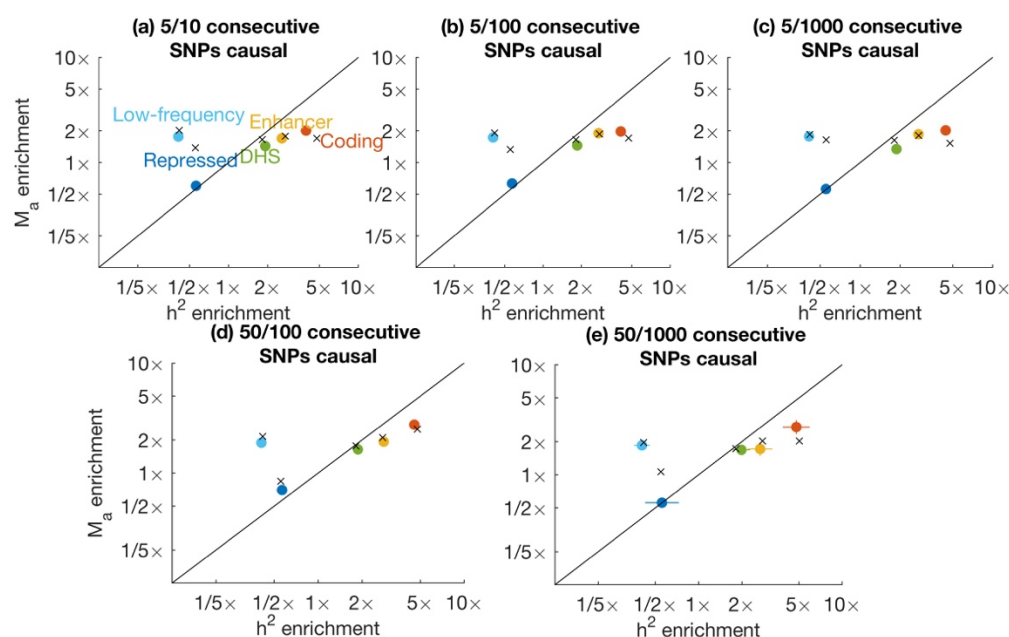 (a) 5/10 consecutive
SNPs causal
(b) 5/100 consecutive
SNPs causal
(c) 5/1000 consecutive
SNPs causal
M_a enrichment
10×
5×
2×
1×
1/2×
1/5×
Low-frequency
Enhancer
Coding
Repressed
DHS
10×
5×
2×
1×
1/2×
1/5×
10×
5×
2×
1×
1/2×
1/5×
1/5× 1/2× 1× 2× 5× 10×
h² enrichment
1/5× 1/2× 1× 2× 5× 10×
h² enrichment
1/5× 1/2× 1× 2× 5× 10×
h² enrichment
(d) 50/100 consecutive
SNPs causal
(e) 50/1000 consecutive
SNPs causal
M_a enrichment
10×
5×
2×
1×
1/2×
1/5×
10×
5×
2×
1×
1/2×
1/5×
1/5× 1/2× 1× 2× 5× 10×
h² enrichment
1/5× 1/2× 1× 2× 5× 10×
h² enrichment